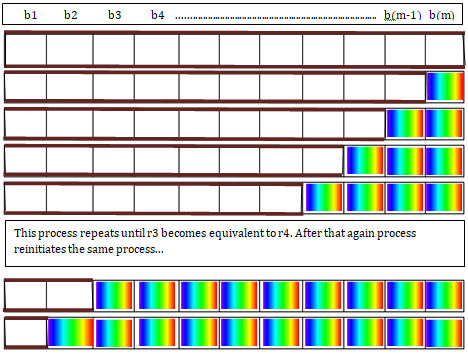 b1 b2 b3 b4 ........................................................................ b(m-1) b(m)
This process repeats until r3 becomes equivalent to r4. After that again process
reinitiates the same process...